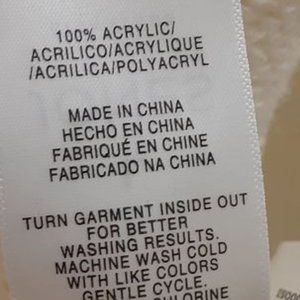 100% ACRYLIC/
ACRILICO/ACRYLIQUE
/ACRILICA/POLYACRYL
MADE IN CHINA
HECHO EN CHINA
FABRIQUÉ EN CHINE
FABRICADO NA CHINA
TURN GARMENT INSIDE OUT
FOR BETTER
WASHING RESULTS.
MACHINE WASH COLD
WITH LIKE COLORS
GENTLE CYCLE.
CHLORINE